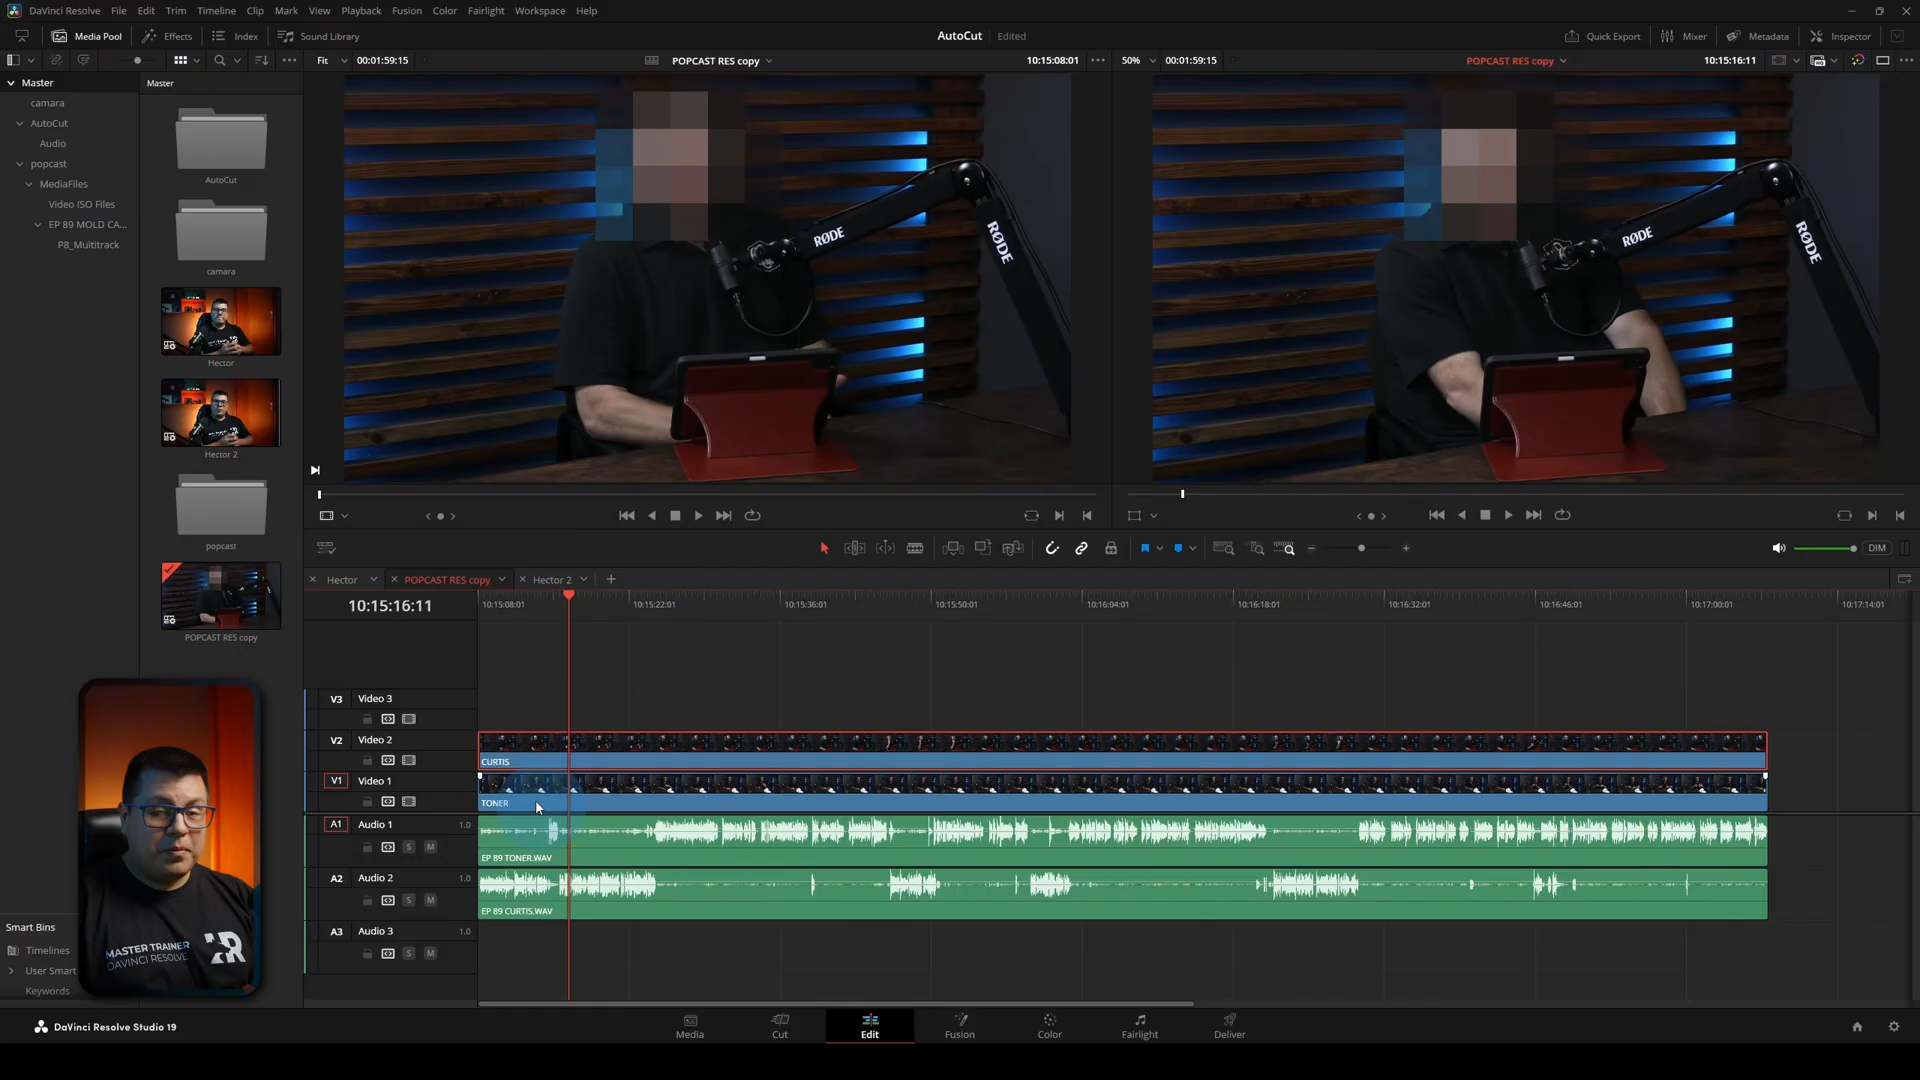 DaVinci Resolve File Edit Trim Timeline Clip Mark View Playback Fusion Color Fairlight Workspace Help
Media Pool Effects Index Sound Library AutoCut Edited Quick Export Mixer Metadata Inspector
Fit 00:01:59:15 POPCAST RES copy 10:15:08:01 50% 00:01:59:15 POPCAST RES copy 10:15:16:11
Master
Master
camara
AutoCut
Audio
popcast
MediaFiles
Video ISO Files
EP 89 MOLD CA...
P8_Multitrack
AutoCut
camara
Hector
Hector 2
popcast
POPCAST RES copy
RØDE
RØDE
RØDE
RØDE
DIM
Hector POPCAST RES copy Hector 2
10:15:16:11 10:15:08:01 10:15:22:01 10:15:36:01 10:15:50:01 10:16:04:01 10:16:18:01 10:16:32:01 10:16:46:01 10:17:00:01 10:17:14:01
V3 Video 3
V2 Video 2
CURTIS
V1 Video 1
TONER
A1 Audio 1 1.0
S M
EP 89 TONER.WAV
A2 Audio 2 1.0
S M
EP 89 CURTIS.WAV
A3 Audio 3 1.0
S M
Smart Bins
Timelines
User Smart
Keywords
MASTER TRAINER
DAVINCI RESOLVE
DaVinci Resolve Studio 19
Media Cut Edit Fusion Color Fairlight Deliver